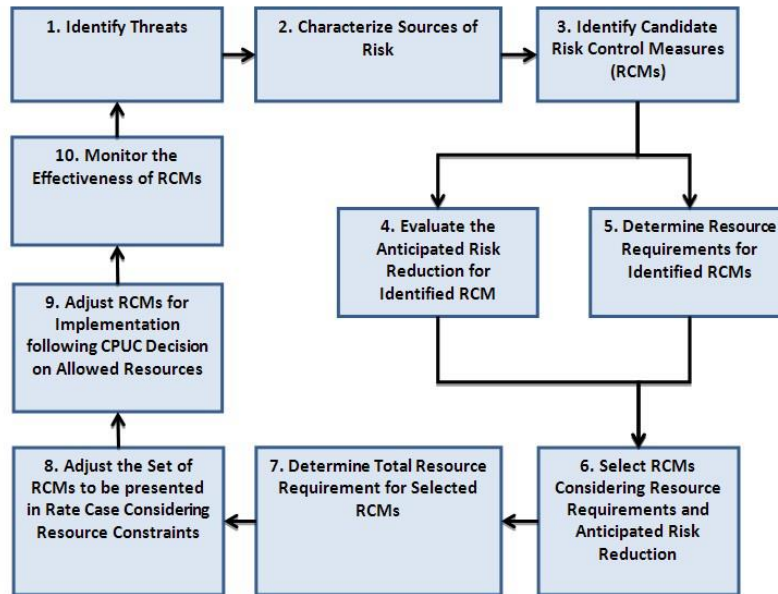 1. Identify Threats
2. Characterize Sources of
Risk
3. Identify Candidate
Risk Control Measures
(RCMs)
10. Monitor the
Effectiveness of RCMs
4. Evaluate the
Anticipated Risk
Reduction for
Identified RCM
5. Determine Resource
Requirements for
Identified RCMs
9. Adjust RCMs for
Implementation
following CPUC Decision
on Allowed Resources
8. Adjust the Set of
RCMs to be presented
in Rate Case Considering
Resource Constraints
7. Determine Total Resource
Requirement for Selected
RCMs
6. Select RCMs
Considering Resource
Requirements and
Anticipated Risk
Reduction